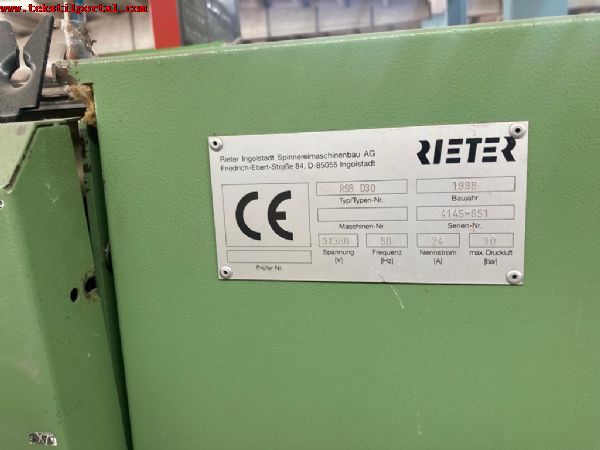 www.tekstilportal.com
Rieter Ingolstadt Spinnereimaschinenbau AG
Friedrich-Ebert-Straße 84, D-85055 Ingolstadt
RIETER
CE
RSB D30
1998
Typ/Typen-Nr.
Baujahr
4145-651
Maschinen-Nr.
Serien-Nr.
3X380
50
24
10
Prüfer Nr.
Spannung
Frequenz
Nennstrom
max. Druckluft
[V]
[Hz]
[A]
[bar]